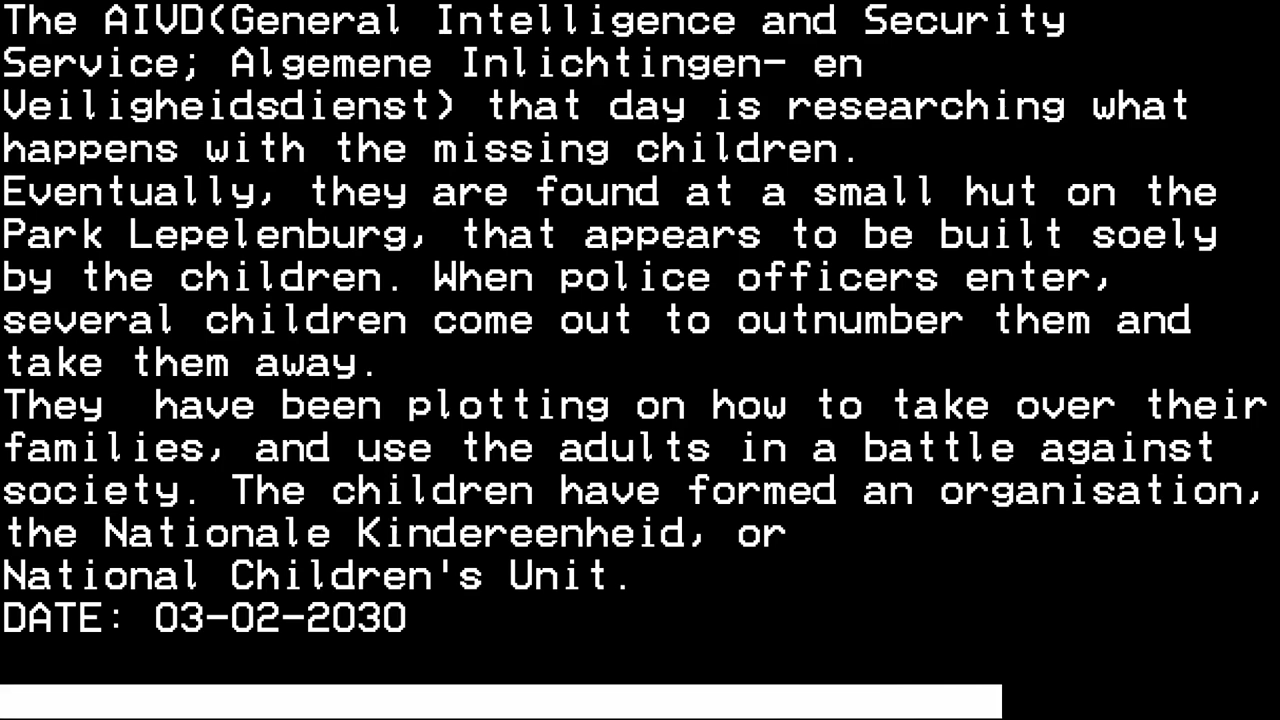 The AIVD(General Intelligence and Security
Service; Algemene Inlichtingen- en
Veiligheidsdienst) that day is researching what
happens with the missing children.
Eventually, they are found at a small hut on the
Park Lepelenburg, that appears to be built soely
by the children. When police officers enter,
several children come out to outnumber them and
take them away.
They  have been plotting on how to take over their
families, and use the adults in a battle against
society. The children have formed an organisation,
the Nationale Kindereenheid, or
National Children's Unit.
DATE: 03-02-2030